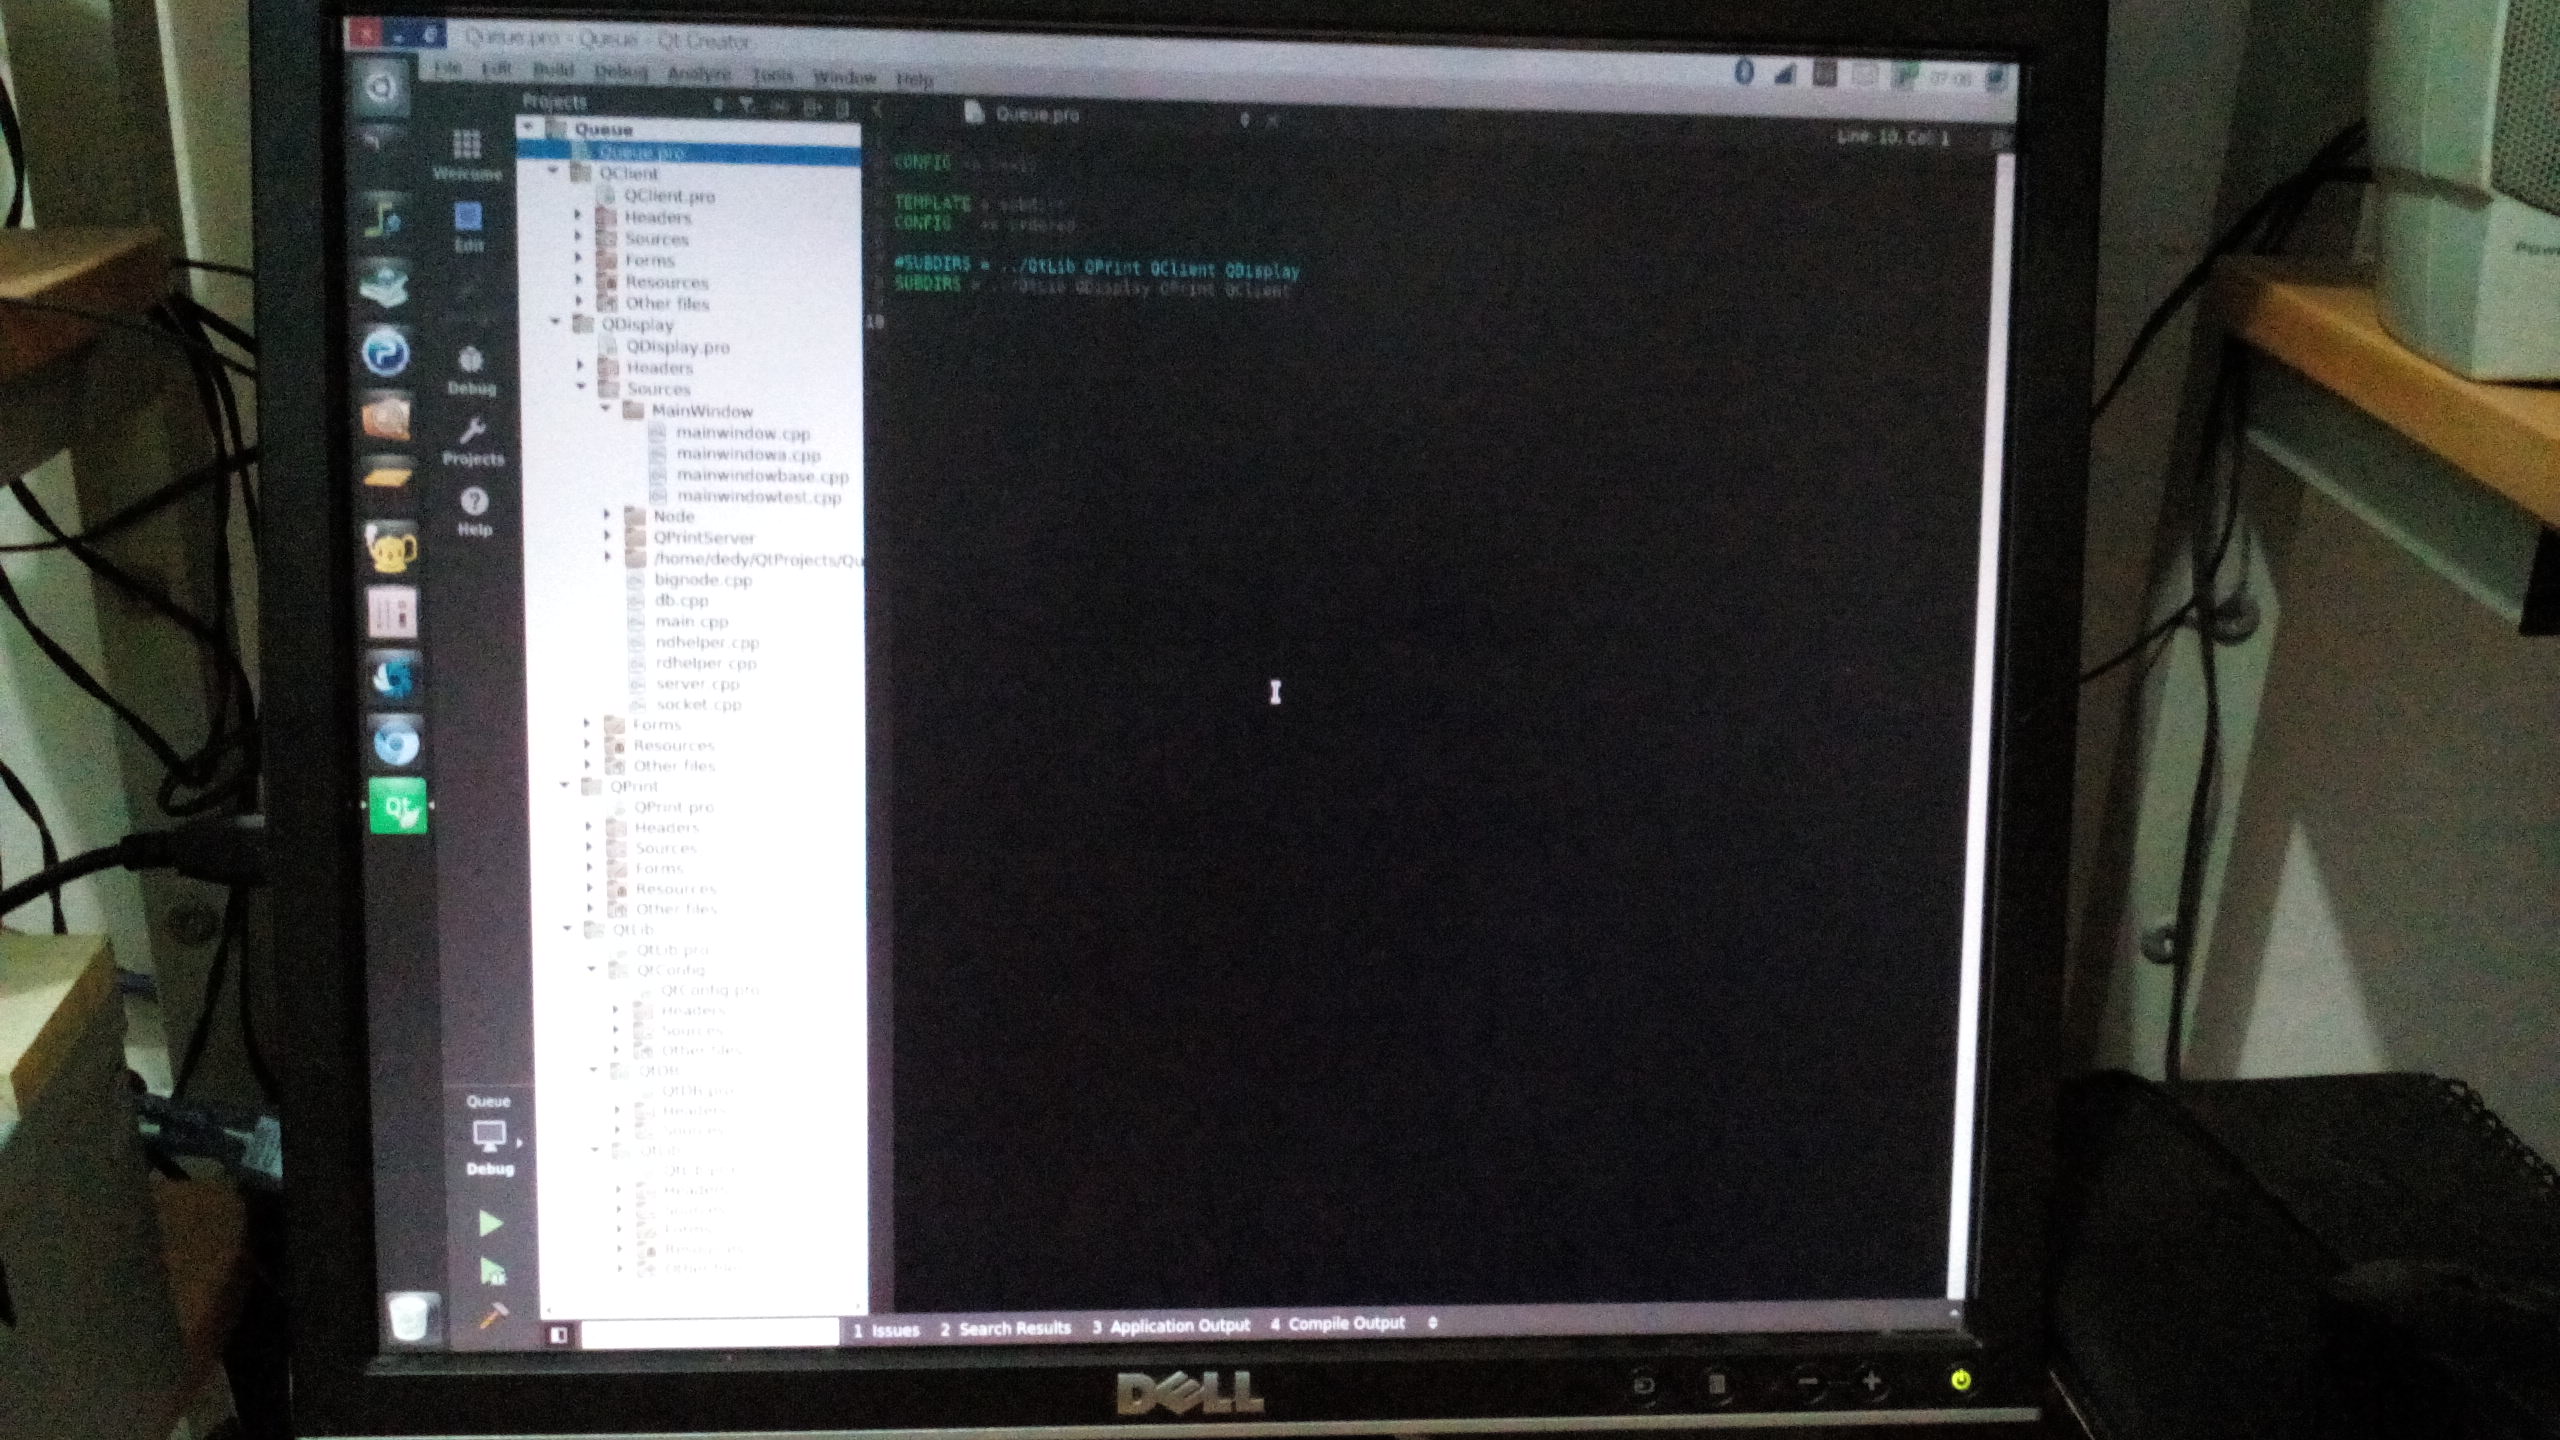 Queue.pro - Queue - Qt Creator
File Edit Build Debug Analyze Tools Window Help
07:08
Projects
Queue.pro
Line: 10, Col: 1
Welcome
Edit
Debug
Projects
Help
Queue
Queue.pro
QClient
QClient.pro
Headers
Sources
Forms
Resources
Other files
QDisplay
QDisplay.pro
Headers
Sources
MainWindow
mainwindow.cpp
mainwindowa.cpp
mainwindowbase.cpp
mainwindowtest.cpp
Node
QPrintServer
/home/dedy/QtProjects/Qu
bignode.cpp
db.cpp
main.cpp
ndhelper.cpp
rdhelper.cpp
server.cpp
socket.cpp
Forms
Resources
Other files
QPrint
QPrint.pro
Headers
Sources
Forms
Resources
Other files
QtLib
QtLib.pro
QtConfig
QtConfig.pro
Headers
Sources
Other files
QtDB
QtDB.pro
Headers
Sources
QtLib
QtLib.pro
Headers
Sources
Forms
Resources
CONFIG
TEMPLATE = subdirs
CONFIG += ordered
#SUBDIRS = ../QtLib QPrint QClient QDisplay
SUBDIRS = ../QtLib QDisplay QPrint QClient
10
Queue
Debug
1 Issues 2 Search Results 3 Application Output 4 Compile Output
DELL